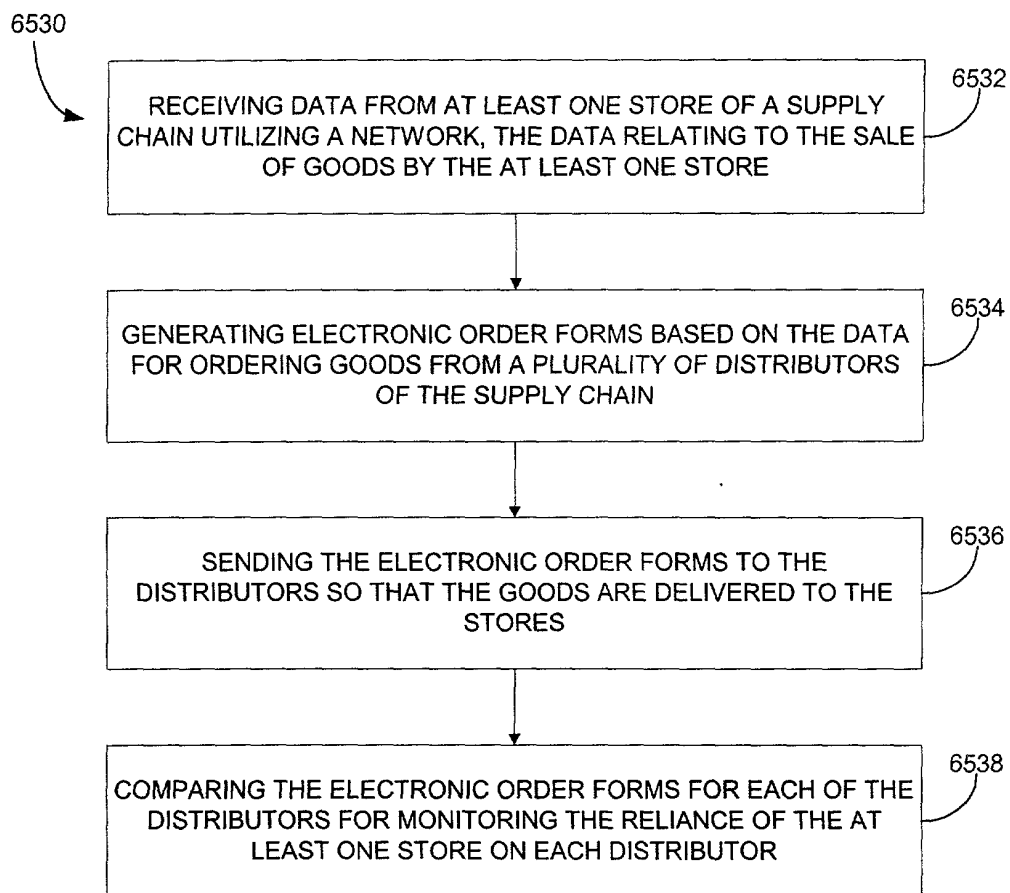 6530
6532
RECEIVING DATA FROM AT LEAST ONE STORE OF A SUPPLY
CHAIN UTILIZING A NETWORK, THE DATA RELATING TO THE SALE
OF GOODS BY THE AT LEAST ONE STORE
6534
GENERATING ELECTRONIC ORDER FORMS BASED ON THE DATA
FOR ORDERING GOODS FROM A PLURALITY OF DISTRIBUTORS
OF THE SUPPLY CHAIN
6536
SENDING THE ELECTRONIC ORDER FORMS TO THE
DISTRIBUTORS SO THAT THE GOODS ARE DELIVERED TO THE
STORES
6538
COMPARING THE ELECTRONIC ORDER FORMS FOR EACH OF THE
DISTRIBUTORS FOR MONITORING THE RELIANCE OF THE AT
LEAST ONE STORE ON EACH DISTRIBUTOR